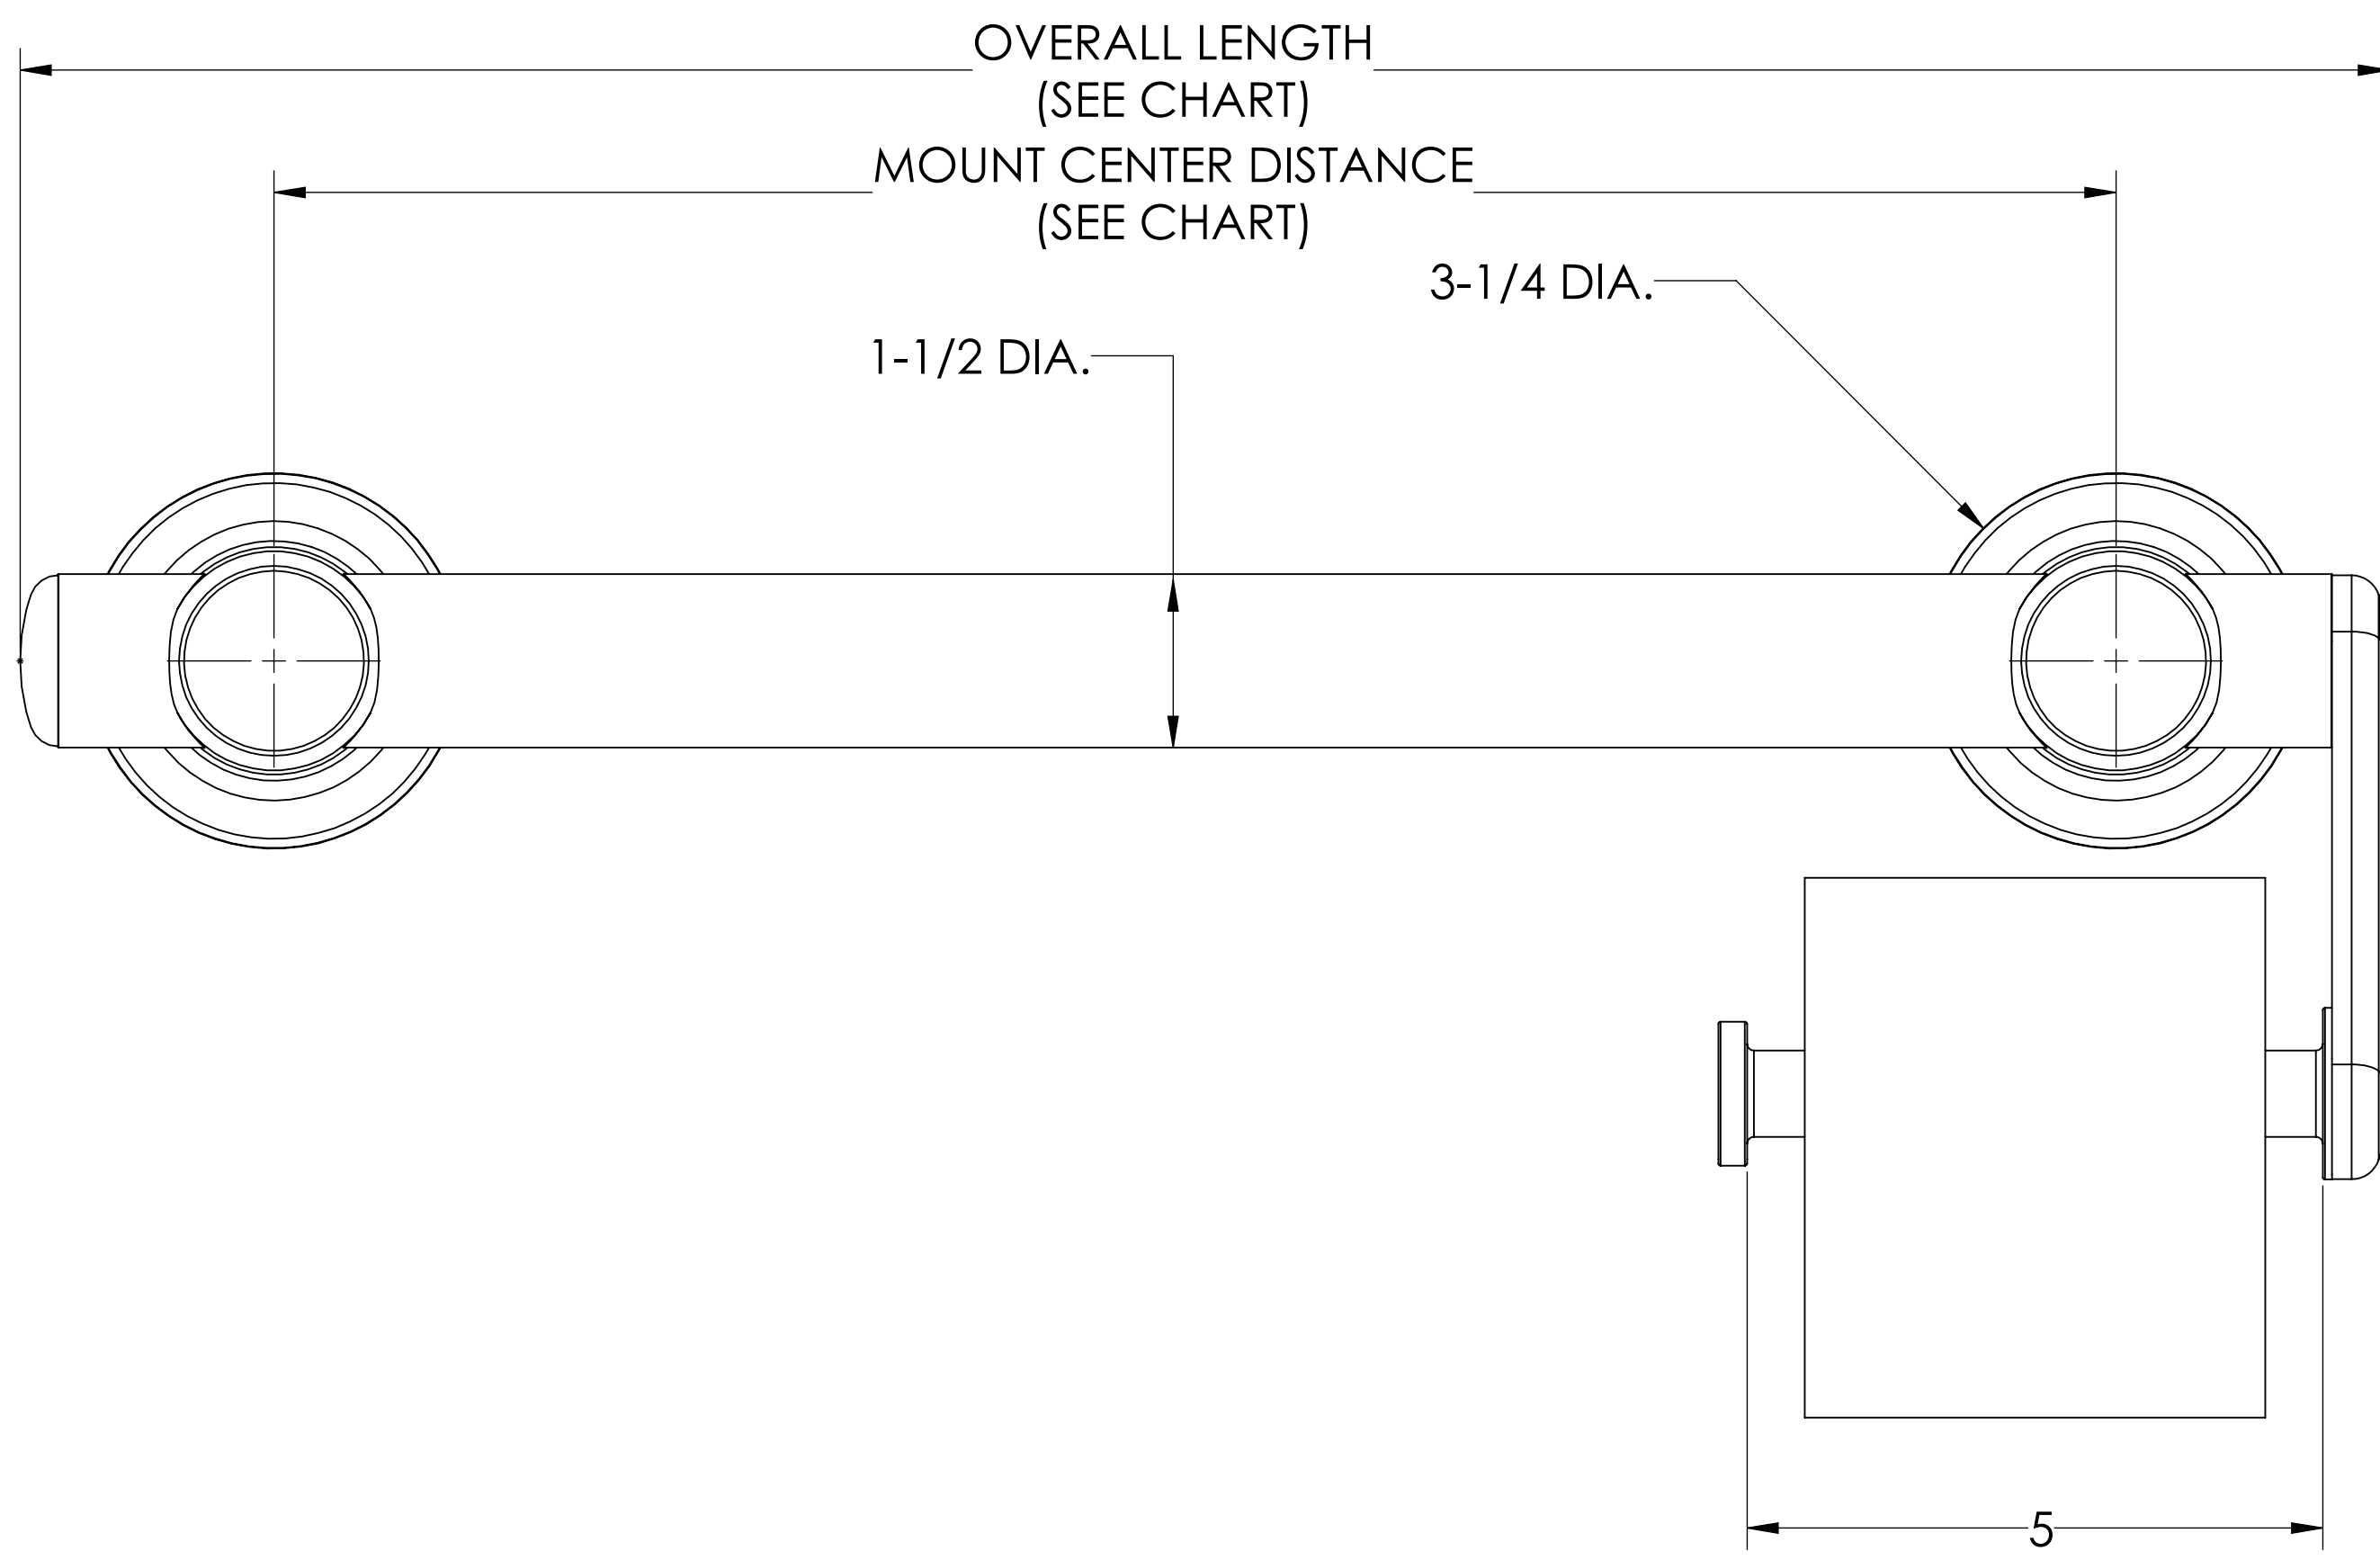 OVERALL LENGTH
(SEE CHART)
MOUNT CENTER DISTANCE
(SEE CHART)
3-1/4 DIA.
1-1/2 DIA.
5